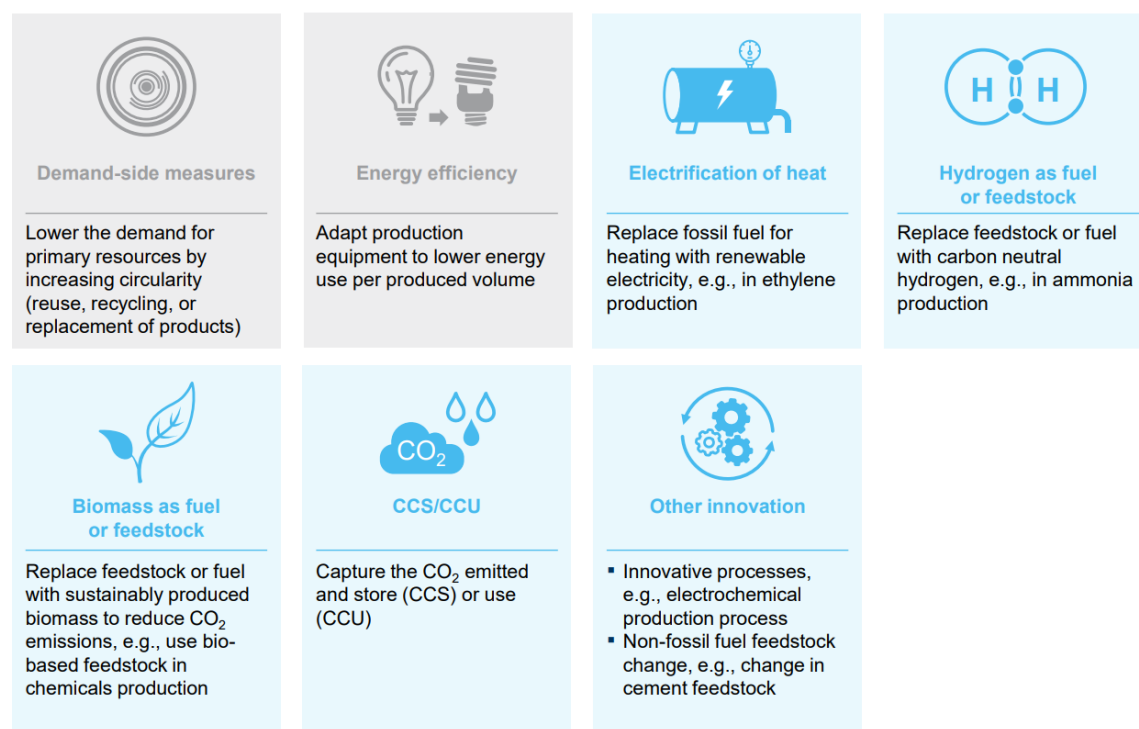 Demand-side measures
Lower the demand for
primary resources by
increasing circularity
(reuse, recycling, or
replacement of products)
Energy efficiency
Adapt production
equipment to lower energy
use per produced volume
Electrification of heat
Replace fossil fuel for
heating with renewable
electricity, e.g., in ethylene
production
H H
Hydrogen as fuel
or feedstock
Replace feedstock or fuel
with carbon neutral
hydrogen, e.g., in ammonia
production
Biomass as fuel
or feedstock
Replace feedstock or fuel
with sustainably produced
biomass to reduce CO₂
emissions, e.g., use bio-
based feedstock in
chemicals production
CO₂
CCS/CCU
Capture the CO₂ emitted
and store (CCS) or use
(CCU)
Other innovation
▪ Innovative processes,
e.g., electrochemical
production process
▪ Non-fossil fuel feedstock
change, e.g., change in
cement feedstock